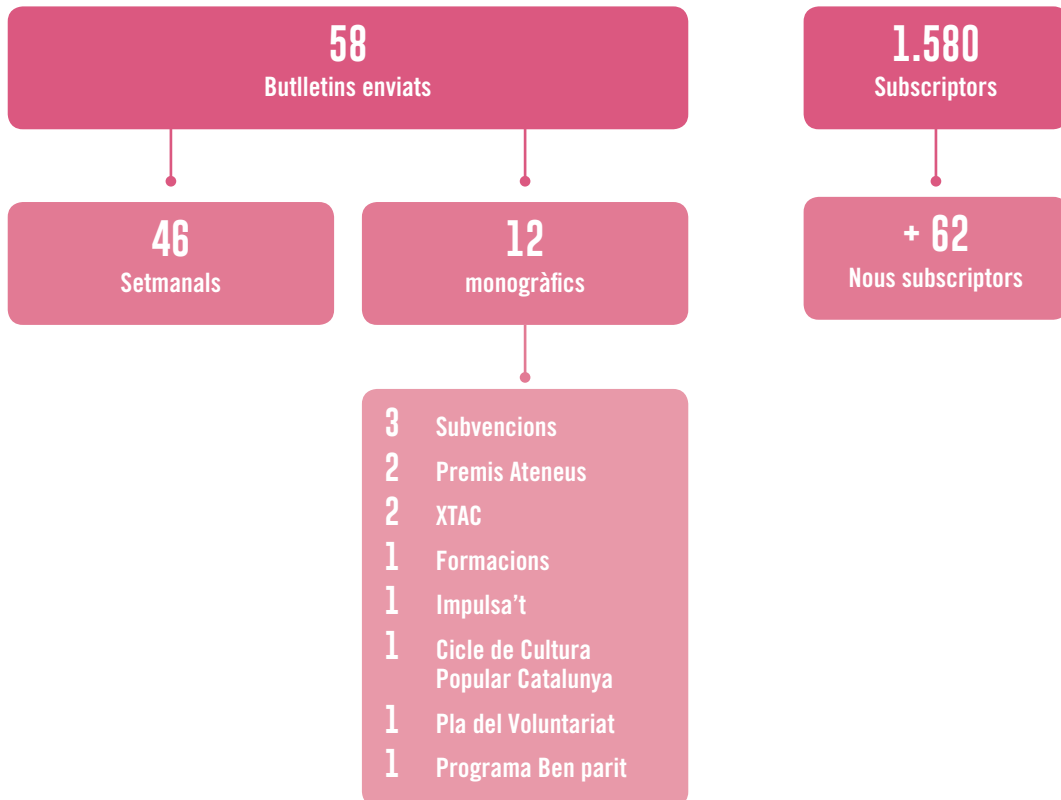 58
Butlletins enviats
1.580
Subscriptors
46
Setmanals
12
monogràfics
+ 62
Nous subscriptors
3 Subvencions
2 Premis Ateneus
2 XTAC
1 Formacions
1 Impulsa’t
1 Cicle de Cultura
Popular Catalunya
1 Pla del Voluntariat
1 Programa Ben parit